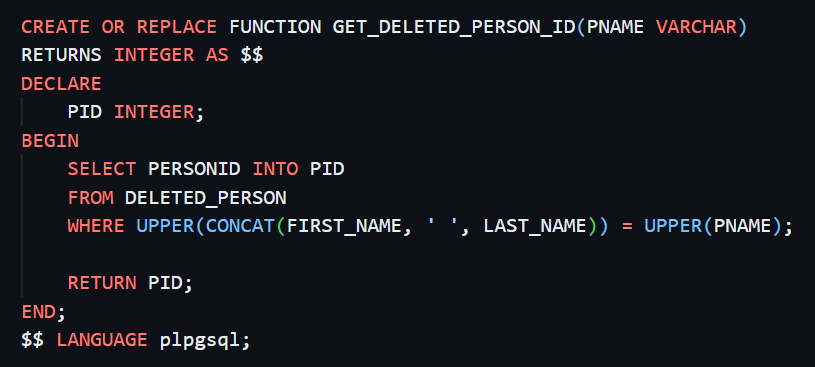 CREATE OR REPLACE FUNCTION GET_DELETED_PERSON_ID(PNAME VARCHAR)
RETURNS INTEGER AS $$
DECLARE
    PID INTEGER;
BEGIN
    SELECT PERSONID INTO PID
    FROM DELETED_PERSON
    WHERE UPPER(CONCAT(FIRST_NAME, ' ', LAST_NAME)) = UPPER(PNAME);

    RETURN PID;
END;
$$ LANGUAGE plpgsql;